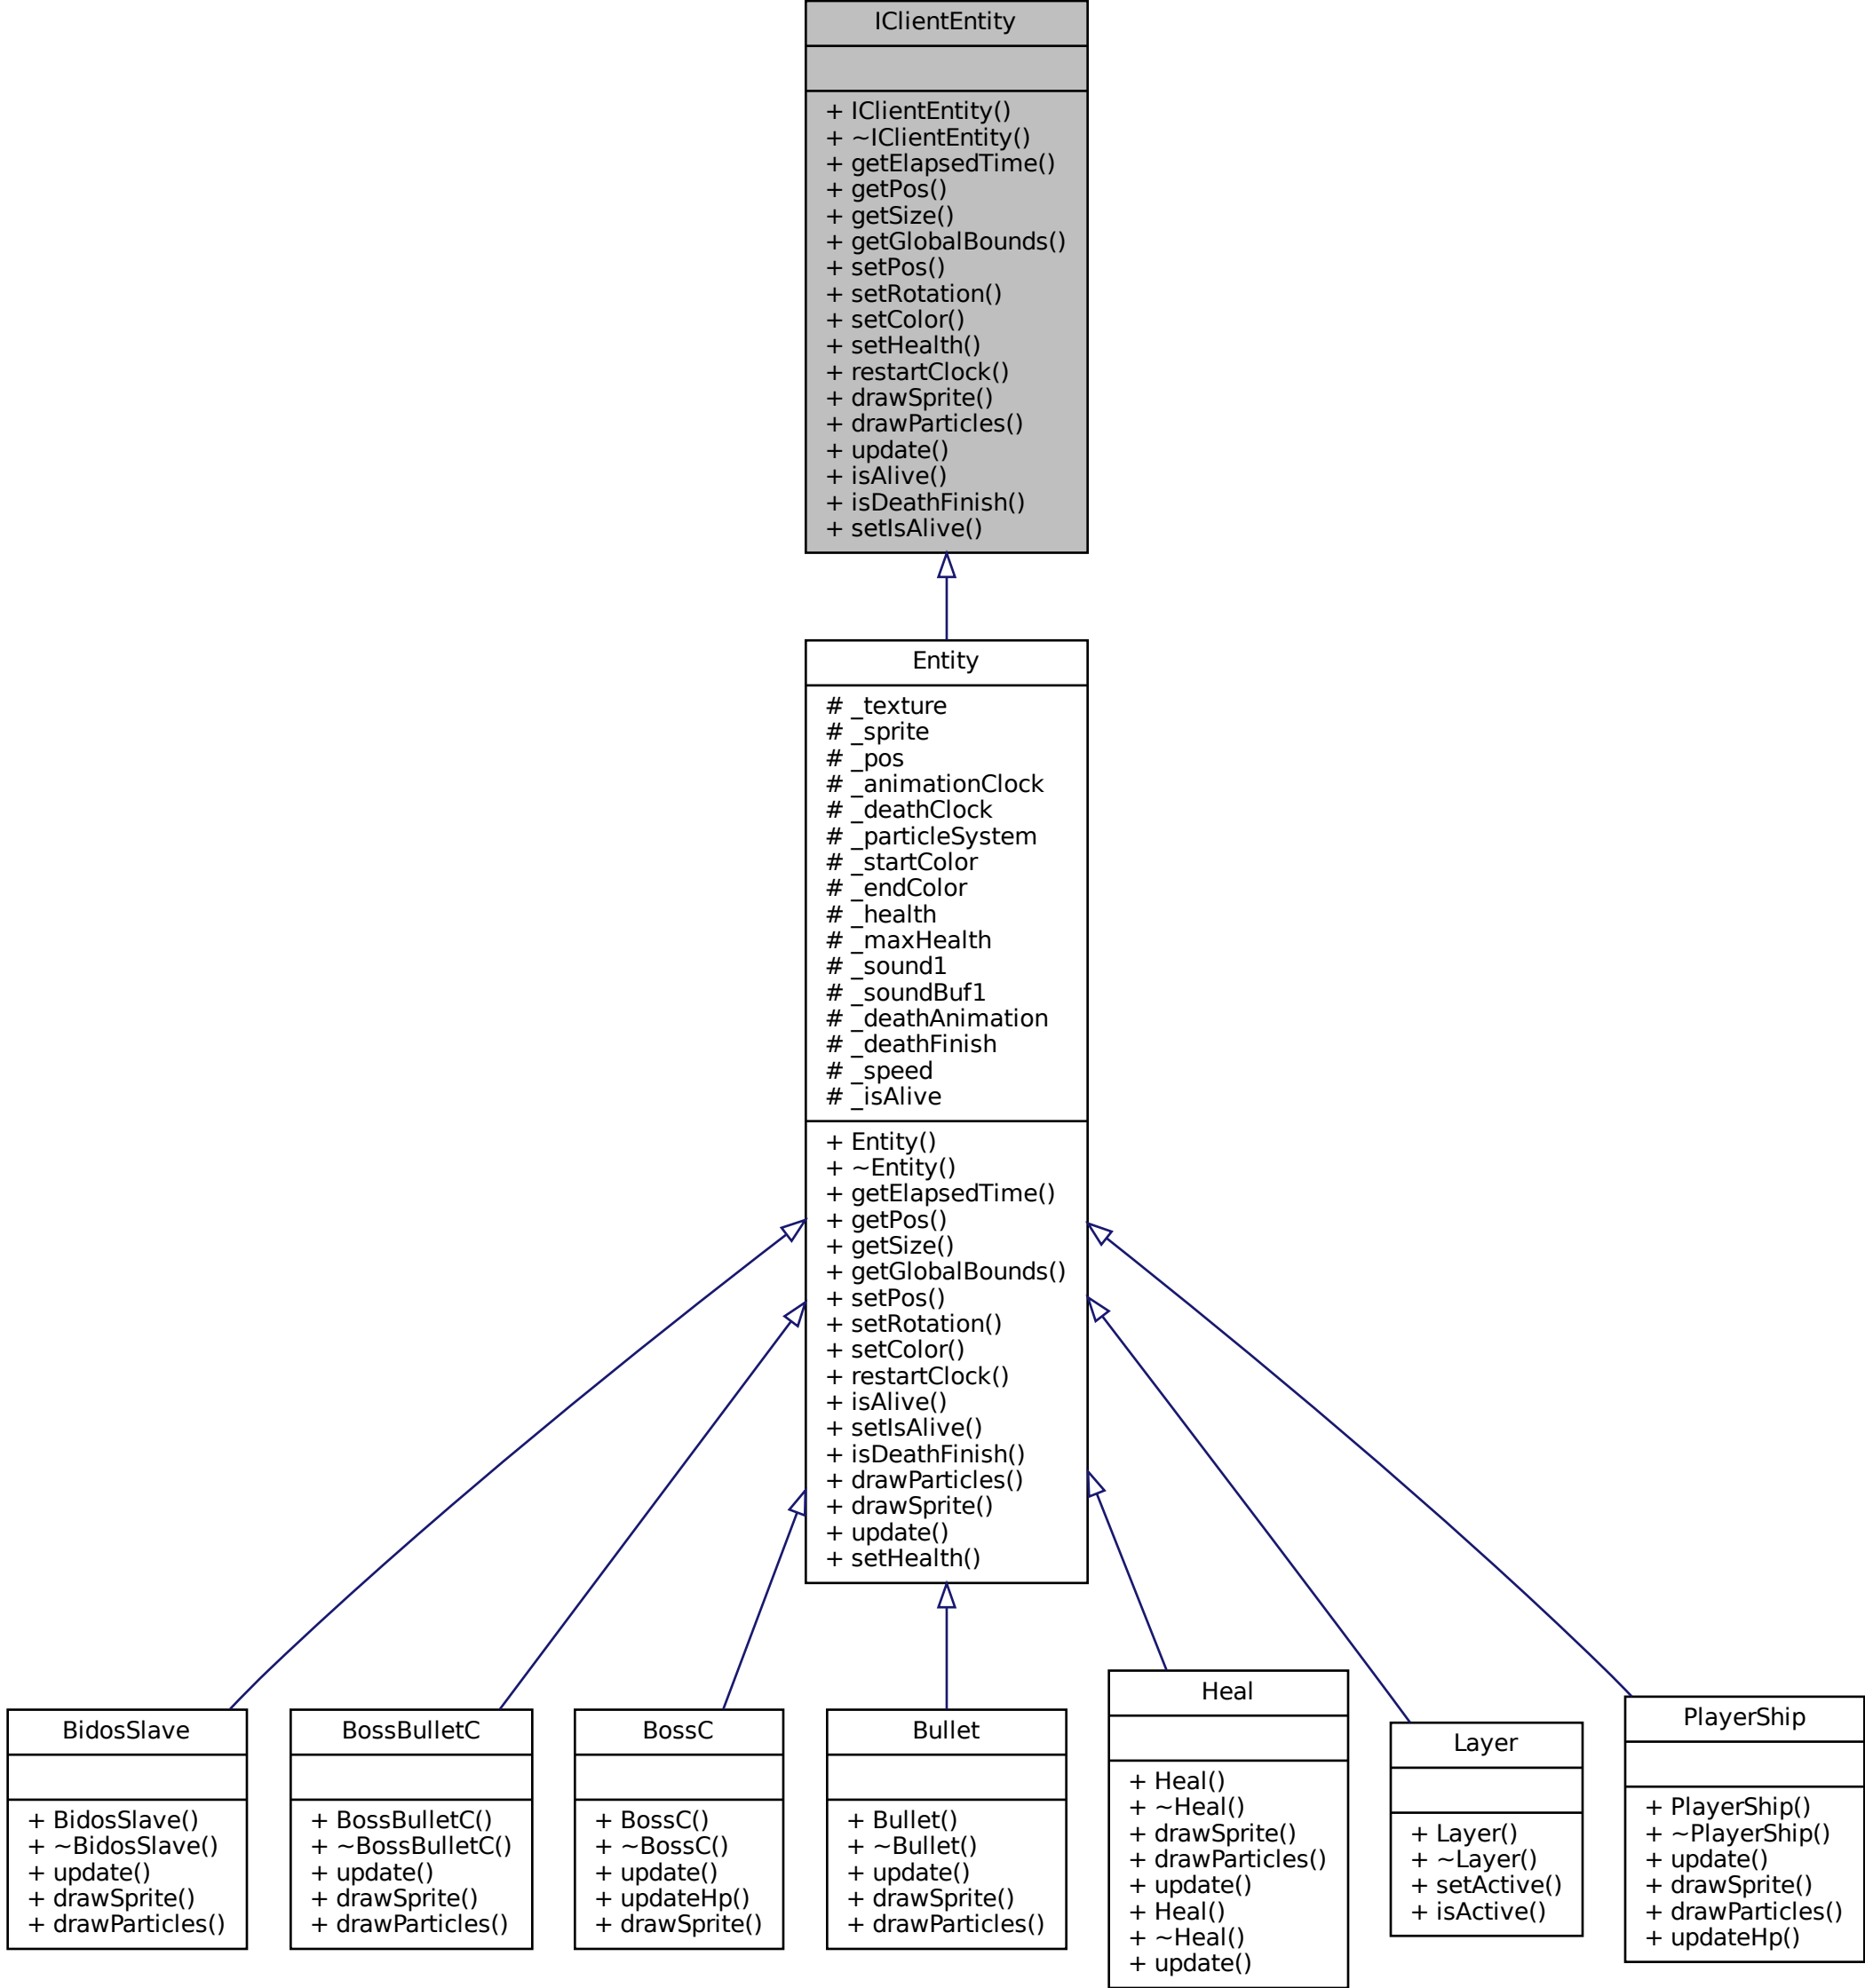 IClientEntity
+ IClientEntity()
+ ~IClientEntity()
+ getElapsedTime()
+ getPos()
+ getSize()
+ getGlobalBounds()
+ setPos()
+ setRotation()
+ setColor()
+ setHealth()
+ restartClock()
+ drawSprite()
+ drawParticles()
+ update()
+ isAlive()
+ isDeathFinish()
+ setIsAlive()
Entity
# _texture
# _sprite
# _pos
# _animationClock
# _deathClock
# _particleSystem
# _startColor
# _endColor
# _health
# _maxHealth
# _sound1
# _soundBuf1
# _deathAnimation
# _deathFinish
# _speed
# _isAlive
+ Entity()
+ ~Entity()
+ getElapsedTime()
+ getPos()
+ getSize()
+ getGlobalBounds()
+ setPos()
+ setRotation()
+ setColor()
+ restartClock()
+ isAlive()
+ setIsAlive()
+ isDeathFinish()
+ drawParticles()
+ drawSprite()
+ update()
+ setHealth()
BidosSlave
+ BidosSlave()
+ ~BidosSlave()
+ update()
+ drawSprite()
+ drawParticles()
BossBulletC
+ BossBulletC()
+ ~BossBulletC()
+ update()
+ drawSprite()
+ drawParticles()
BossC
+ BossC()
+ ~BossC()
+ update()
+ updateHp()
+ drawSprite()
Bullet
+ Bullet()
+ ~Bullet()
+ update()
+ drawSprite()
+ drawParticles()
Heal
+ Heal()
+ ~Heal()
+ drawSprite()
+ drawParticles()
+ update()
+ Heal()
+ ~Heal()
+ update()
Layer
+ Layer()
+ ~Layer()
+ setActive()
+ isActive()
PlayerShip
+ PlayerShip()
+ ~PlayerShip()
+ update()
+ drawSprite()
+ drawParticles()
+ updateHp()